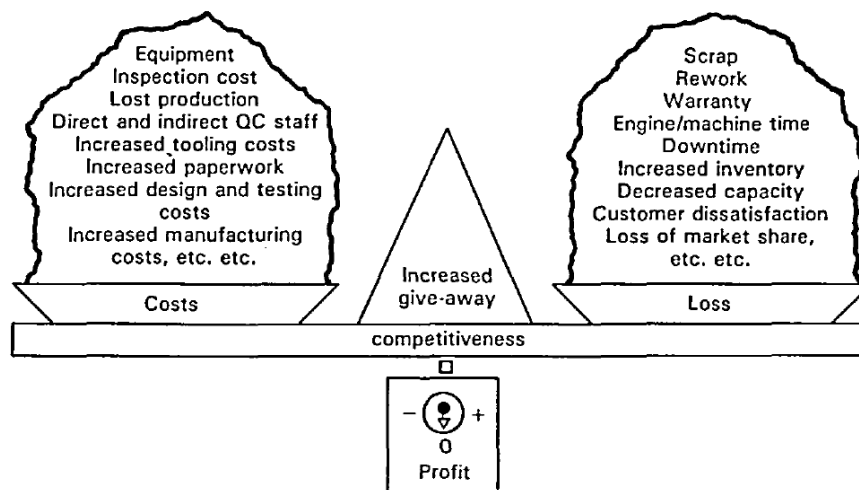 Equipment
Inspection cost
Lost production
Direct and indirect QC staff
Increased tooling costs
Increased paperwork
Increased design and testing
costs
Increased manufacturing
costs, etc. etc.
Costs
Increased
give-away
Scrap
Rework
Warranty
Engine/machine time
Downtime
Increased inventory
Decreased capacity
Customer dissatisfaction
Loss of market share,
etc. etc.
Loss
competitiveness
− +
0
Profit